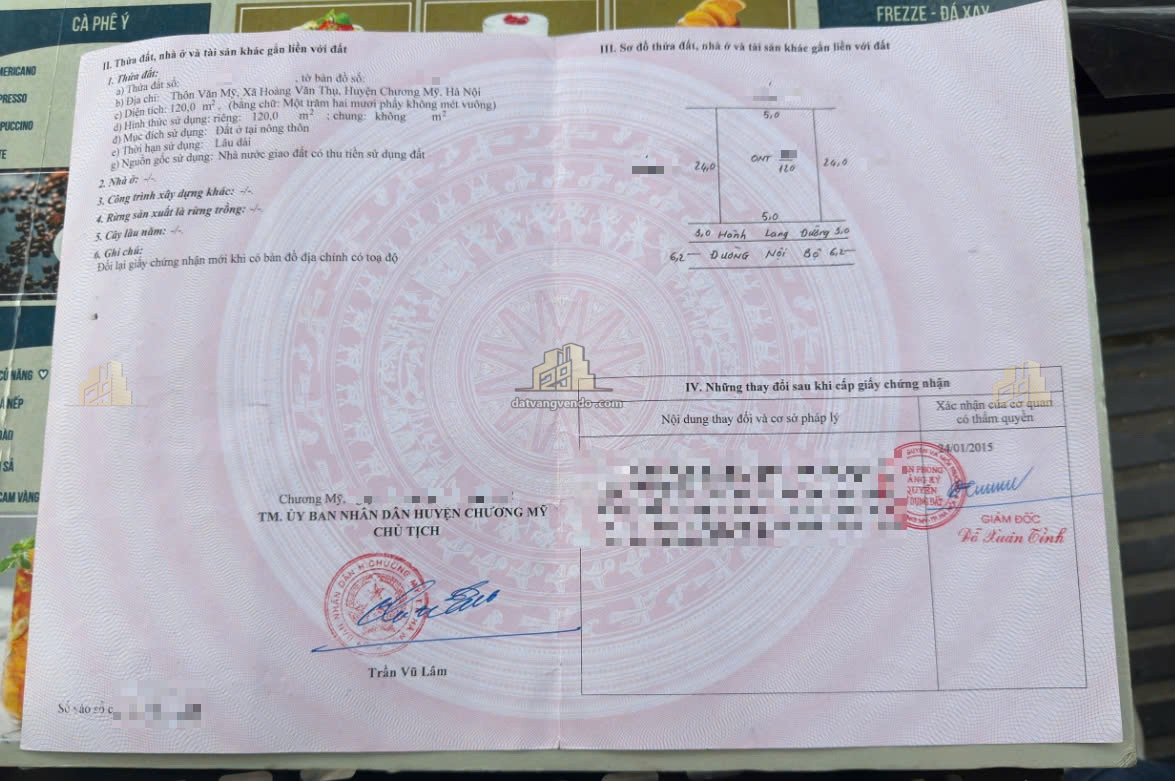 CÀ PHÊ Ý
FREZZE - ĐÁ XAY
MERICANO
PRESSO
PUCCINO
II. Thửa đất, nhà ở và tài sản khác gắn liền với đất
1. Thửa đất:
a) Thửa đất số: , tờ bản đồ số:
b) Địa chỉ: Thôn Văn Mỹ, Xã Hoàng Văn Thụ, Huyện Chương Mỹ, Hà Nội
c) Diện tích: 120,0 m², (bằng chữ: Một trăm hai mươi phẩy không mét vuông)
d) Hình thức sử dụng: riêng: 120,0 m² ; chung: không m²
đ) Mục đích sử dụng: Đất ở tại nông thôn
e) Thời hạn sử dụng: Lâu dài
g) Nguồn gốc sử dụng: Nhà nước giao đất có thu tiền sử dụng đất
2. Nhà ở: -/-.
3. Công trình xây dựng khác: -/-.
4. Rừng sản xuất là rừng trồng: -/-.
5. Cây lâu năm: -/-.
6. Ghi chú:
Đổi lại giấy chứng nhận mới khi có bản đồ địa chính có toạ độ
Chương Mỹ,
TM. ỦY BAN NHÂN DÂN HUYỆN CHƯƠNG MỸ
CHỦ TỊCH
Trần Vũ Lâm
Số vào sổ c
III. Sơ đồ thửa đất, nhà ở và tài sản khác gắn liền với đất
5,0
24,0 ONT 120 24,0
5,0
3,0 Hành Lang Đường 3,0
6,2 Đường Nội Bộ 6,2
datvangvendo.com
IV. Những thay đổi sau khi cấp giấy chứng nhận
Nội dung thay đổi và cơ sở pháp lý
Xác nhận của cơ quan
có thẩm quyền
24/01/2015
GIÁM ĐỐC
Đỗ Xuân Tình
CAM VÀNG